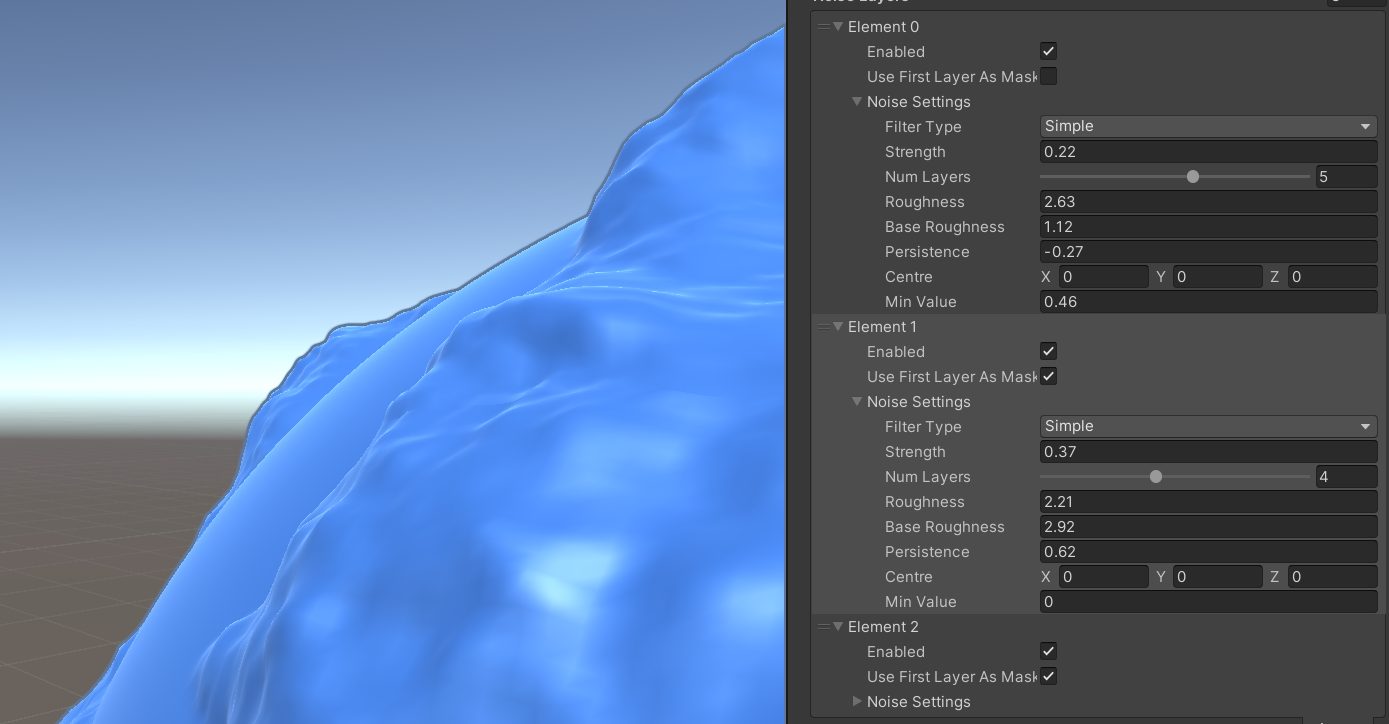 Noise Layers
Element 0
Enabled
Use First Layer As Mask
Noise Settings
Filter Type Simple
Strength 0.22
Num Layers 5
Roughness 2.63
Base Roughness 1.12
Persistence -0.27
Centre X 0 Y 0 Z 0
Min Value 0.46
Element 1
Enabled
Use First Layer As Mask
Noise Settings
Filter Type Simple
Strength 0.37
Num Layers 4
Roughness 2.21
Base Roughness 2.92
Persistence 0.62
Centre X 0 Y 0 Z 0
Min Value 0
Element 2
Enabled
Use First Layer As Mask
Noise Settings